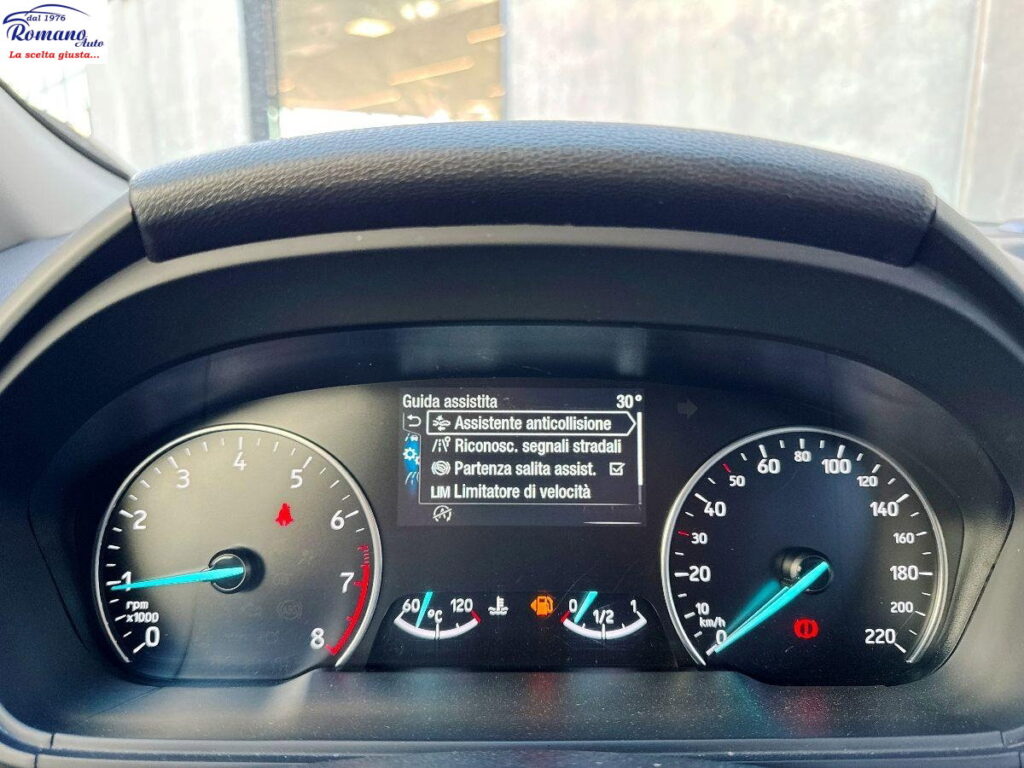 dal 1976
Romano
Auto
La scelta giusta...
Guida assistita 30°
Assistente anticollisione
Riconosc. segnali stradali
Partenza salita assist.
LIM Limitatore di velocità
0 1 2 3 4 5 6 7 8
rpm
x1000
60 °C 120
0 1/2 1
0 10 20 30 40 50 60 80 100 120 140 160 180 200 220
km/h